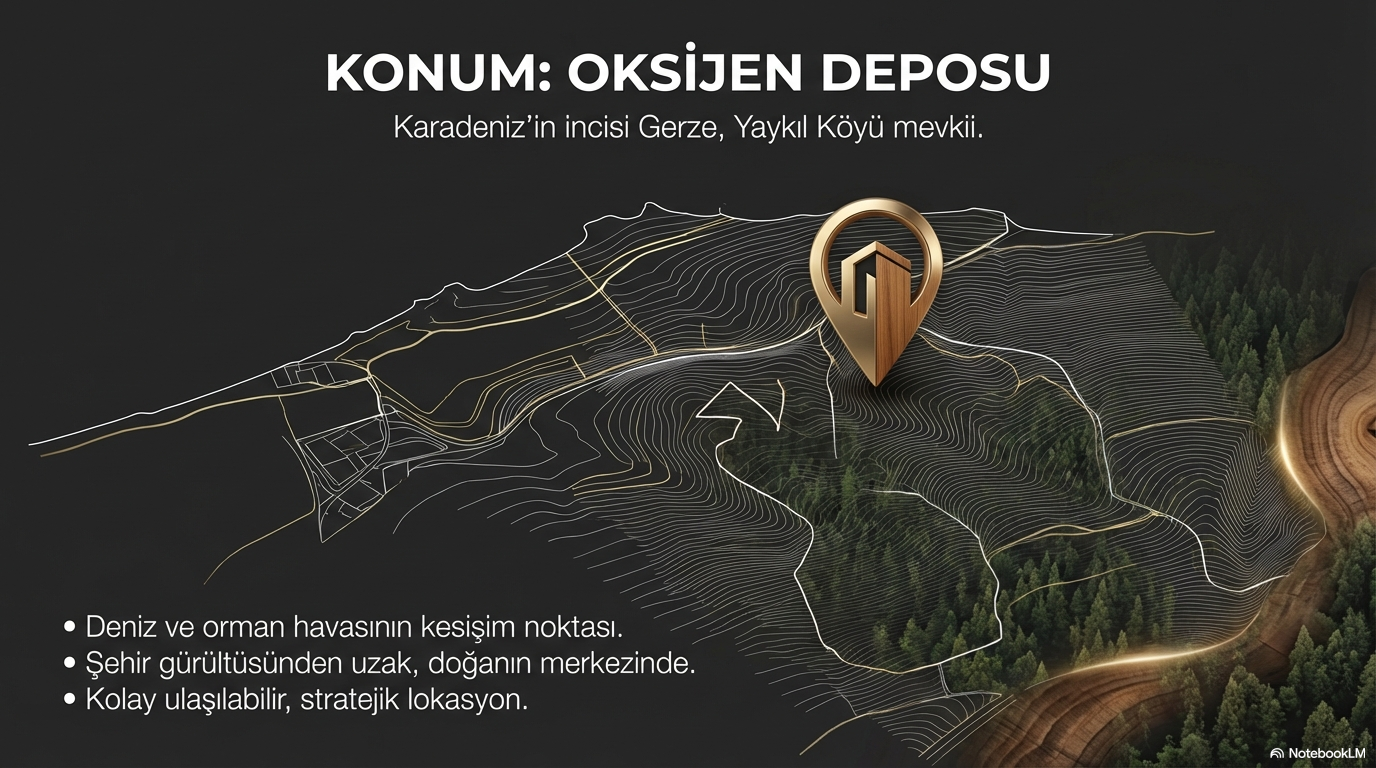 KONUM: OKSİJEN DEPOSU
Karadeniz’in incisi Gerze, Yaykıl Köyü mevkii.
• Deniz ve orman havasının kesişim noktası.
• Şehir gürültüsünden uzak, doğanın merkezinde.
• Kolay ulaşılabilir, stratejik lokasyon.
NotebookLM